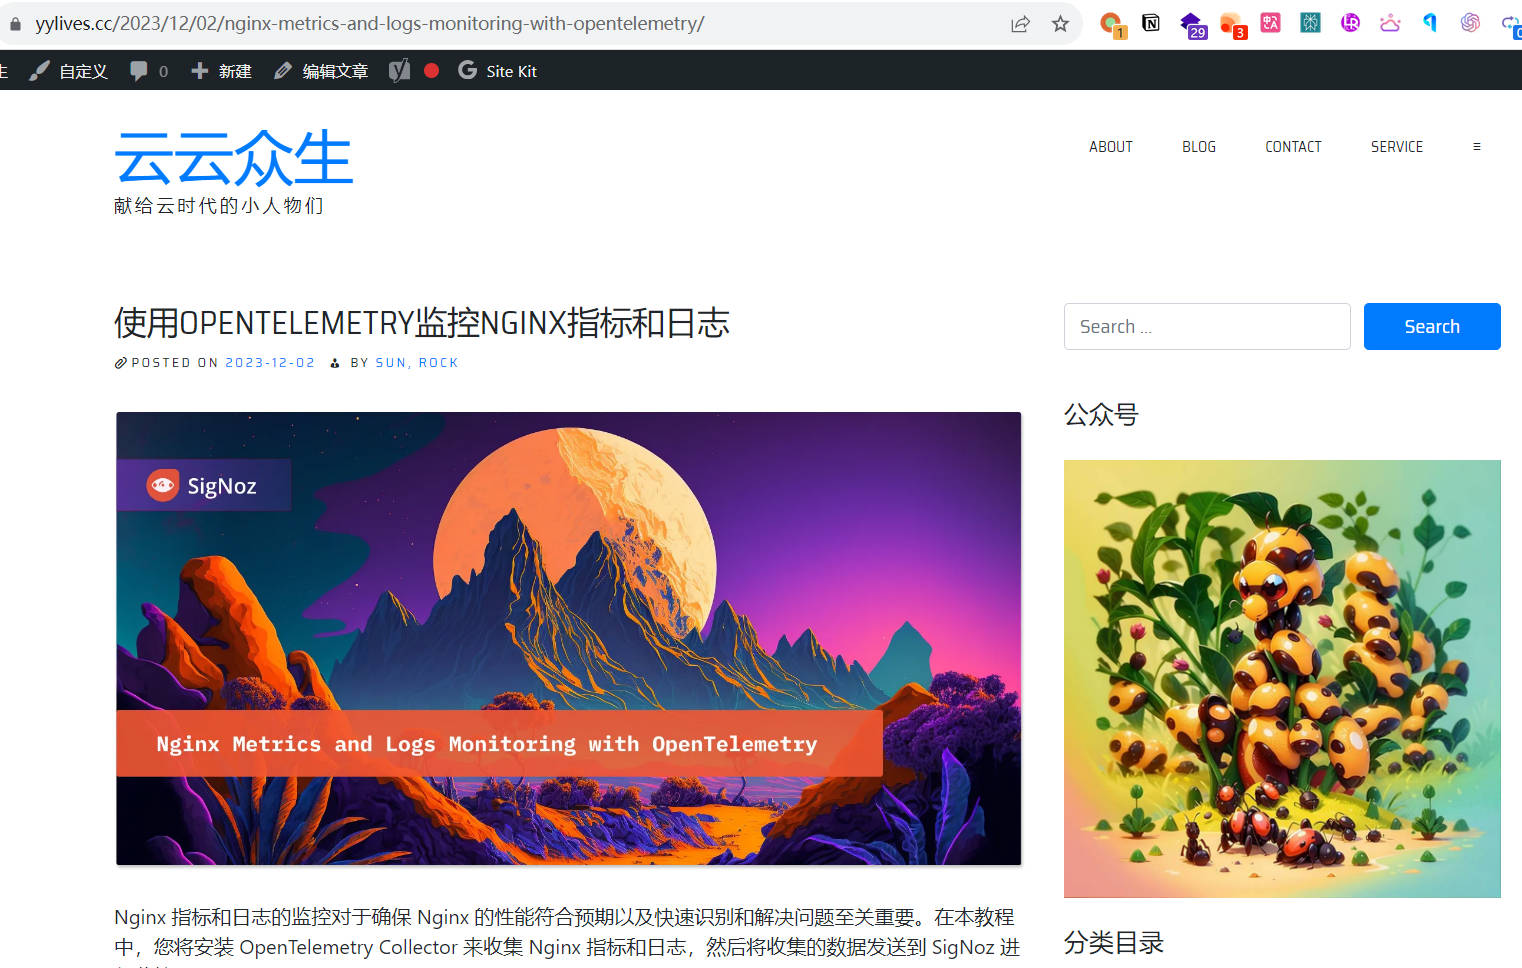 yylives.cc/2023/12/02/nginx-metrics-and-logs-monitoring-with-opentelemetry/
1 29 3
自定义 0 新建 编辑文章 Site Kit
云云众生
献给云时代的小人物们
ABOUT BLOG CONTACT SERVICE
使用OPENTELEMETRY监控NGINX指标和日志
POSTED ON 2023-12-02 BY SUN, ROCK
Search ...
Search
公众号
SigNoz
Nginx Metrics and Logs Monitoring with OpenTelemetry
Nginx 指标和日志的监控对于确保 Nginx 的性能符合预期以及快速识别和解决问题至关重要。在本教程
中，您将安装 OpenTelemetry Collector 来收集 Nginx 指标和日志，然后将收集的数据发送到 SigNoz 进
分类目录